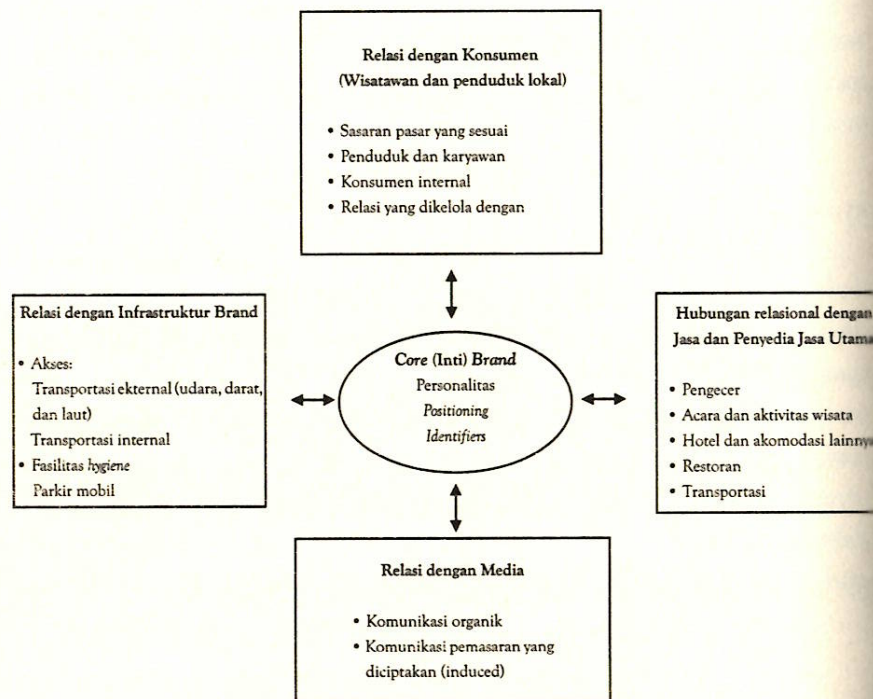 Relasi dengan Konsumen
(Wisatawan dan penduduk lokal)
• Sasaran pasar yang sesuai
• Penduduk dan karyawan
• Konsumen internal
• Relasi yang dikelola dengan
Relasi dengan Infrastruktur Brand
• Akses:
Transportasi ekternal (udara, darat,
dan laut)
Transportasi internal
• Fasilitas hygiene
Parkir mobil
Core (Inti) Brand
Personalitas
Positioning
Identifiers
Hubungan relasional dengan
Jasa dan Penyedia Jasa Utama
• Pengecer
• Acara dan aktivitas wisata
• Hotel dan akomodasi lainnya
• Restoran
• Transportasi
Relasi dengan Media
• Komunikasi organik
• Komunikasi pemasaran yang
diciptakan (induced)